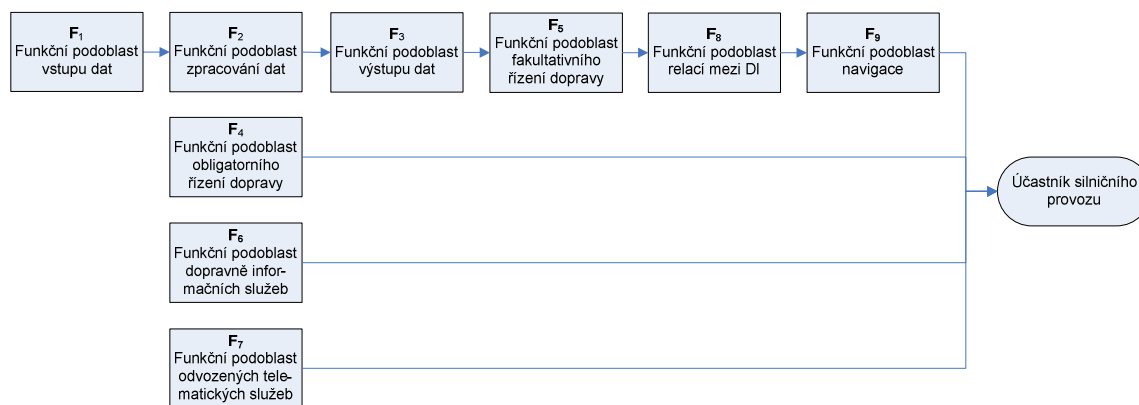 F1
Funkční podoblast
vstupu dat
F2
Funkční podoblast
zpracování dat
F3
Funkční podoblast
výstupu dat
F5
Funkční podoblast
fakultativního
řízení dopravy
F8
Funkční podoblast
relací mezi DI
F9
Funkční podoblast
navigace
F4
Funkční podoblast
obligatorního
řízení dopravy
Účastník silničního
provozu
F6
Funkční podoblast
dopravně infor-
mačních služeb
F7
Funkční podoblast
odvozených tele-
matických služeb